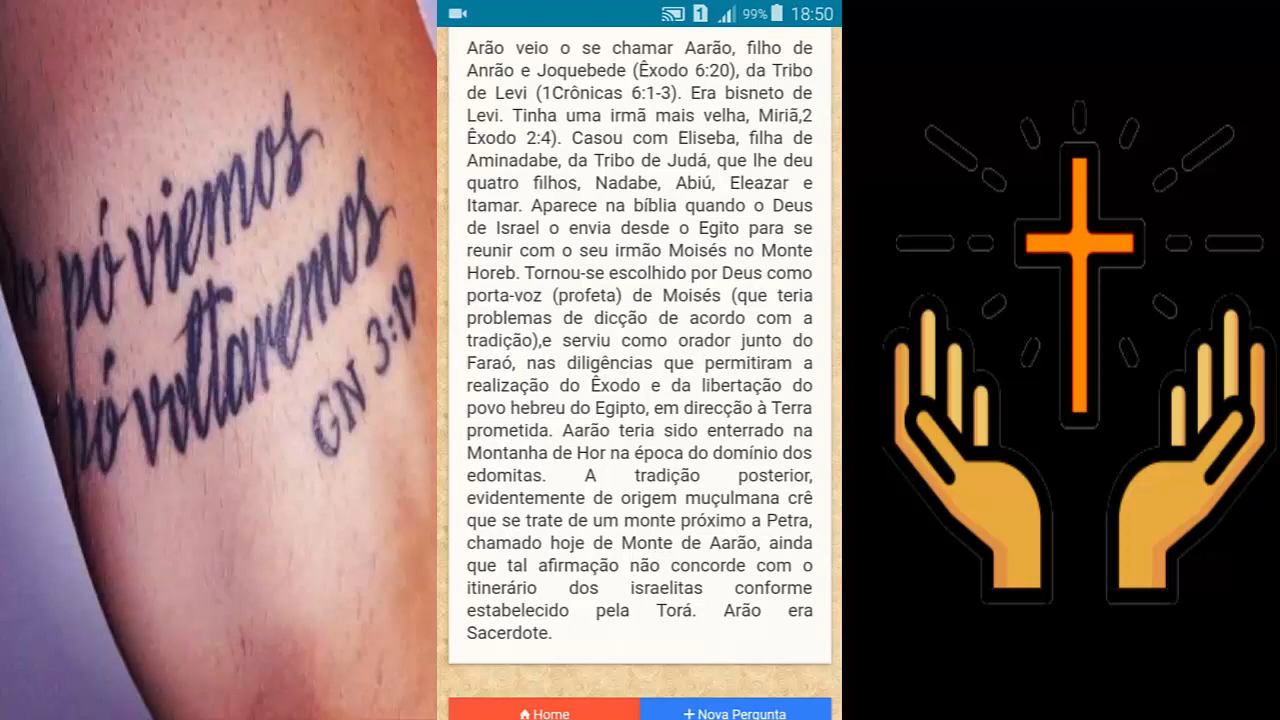 pó viemos
pó voltaremos
GN 3:19
1
99%
18:50
Arão veio o se chamar Aarão, filho de
Anrão e Joquebede (Êxodo 6:20), da Tribo
de Levi (1Crônicas 6:1-3). Era bisneto de
Levi. Tinha uma irmã mais velha, Miriã,2
Êxodo 2:4). Casou com Eliseba, filha de
Aminadabe, da Tribo de Judá, que lhe deu
quatro filhos, Nadabe, Abiú, Eleazar e
Itamar. Aparece na bíblia quando o Deus
de Israel o envia desde o Egito para se
reunir com o seu irmão Moisés no Monte
Horeb. Tornou-se escolhido por Deus como
porta-voz (profeta) de Moisés (que teria
problemas de dicção de acordo com a
tradição),e serviu como orador junto do
Faraó, nas diligências que permitiram a
realização do Êxodo e da libertação do
povo hebreu do Egipto, em direcção à Terra
prometida. Aarão teria sido enterrado na
Montanha de Hor na época do domínio dos
edomitas. A tradição posterior,
evidentemente de origem muçulmana crê
que se trate de um monte próximo a Petra,
chamado hoje de Monte de Aarão, ainda
que tal afirmação não concorde com o
itinerário dos israelitas conforme
estabelecido pela Torá. Arão era
Sacerdote.
Home
+ Nova Pergunta